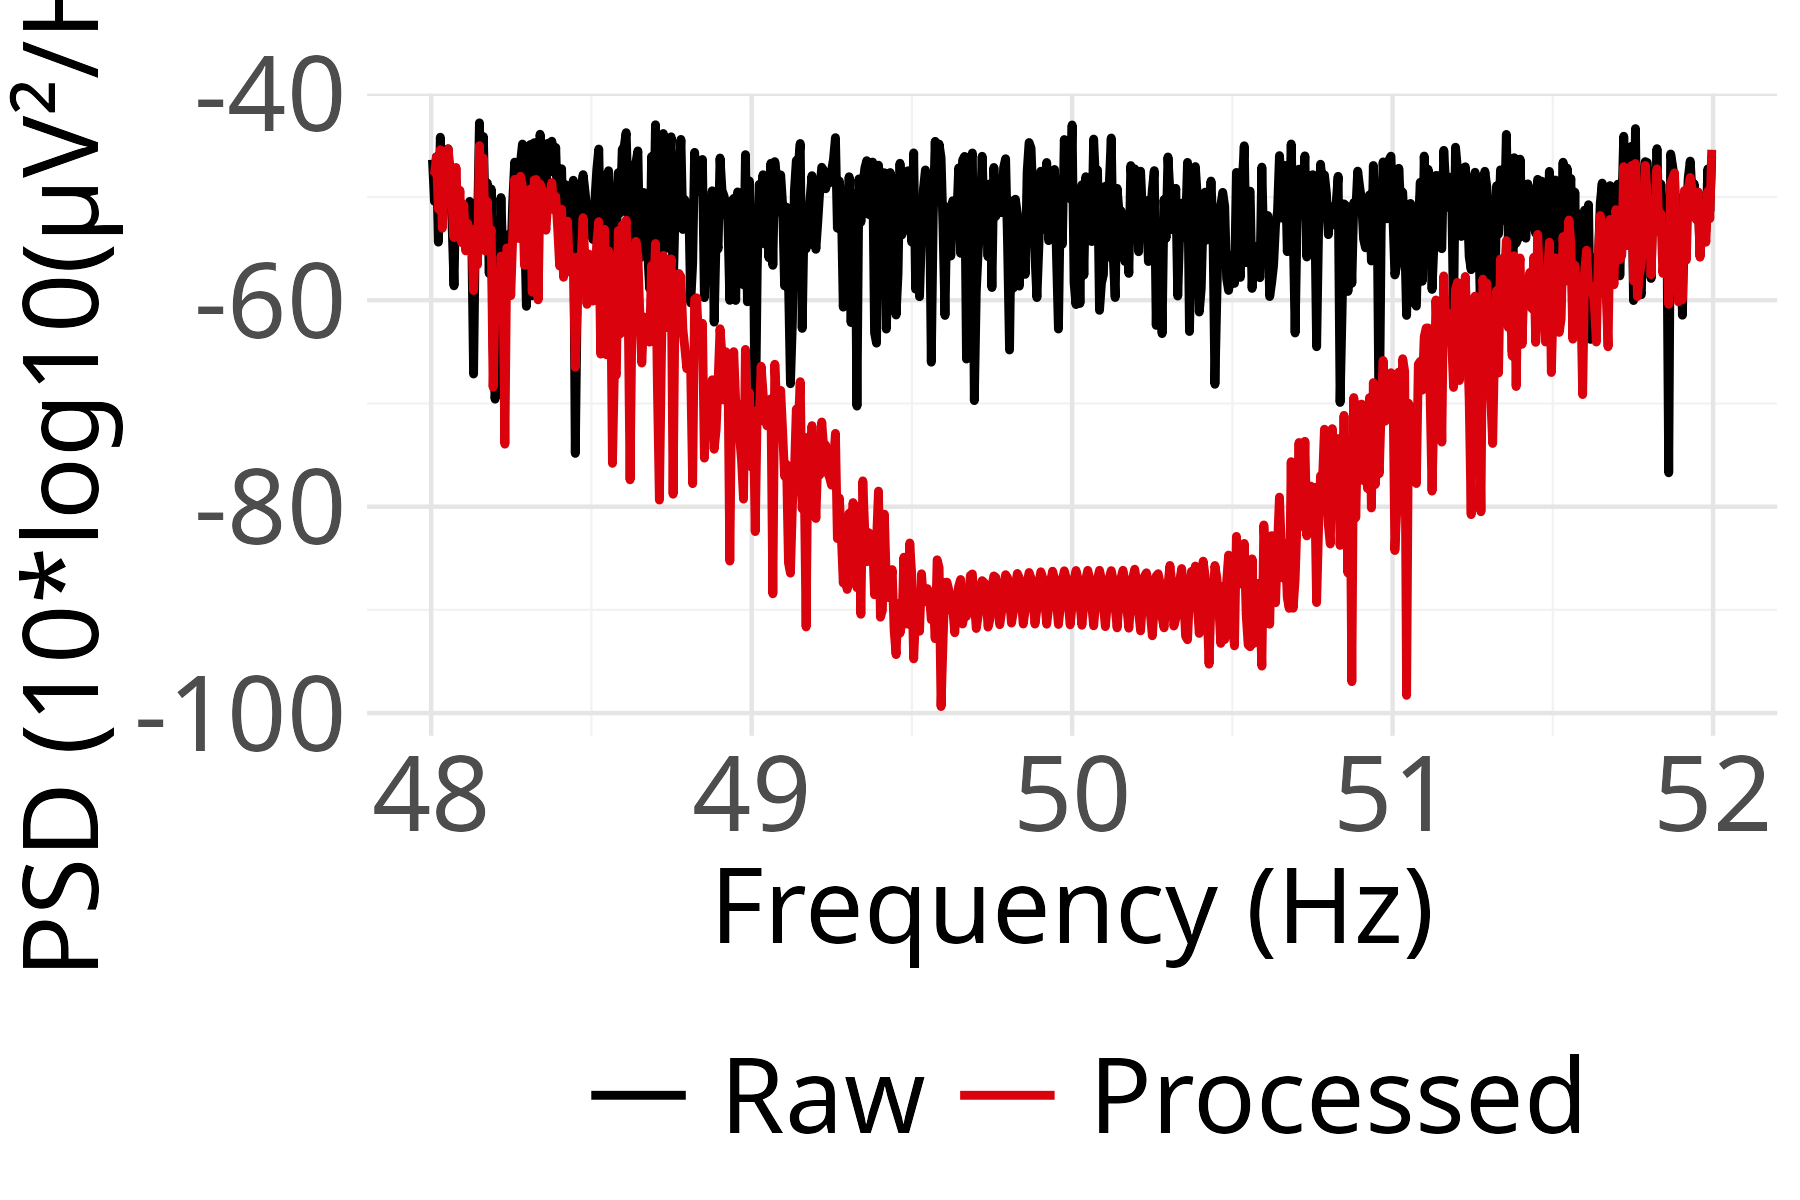 PSD (10*log10(µV²/H
-40
-60
-80
-100
48 49 50 51 52
Frequency (Hz)
Raw Processed